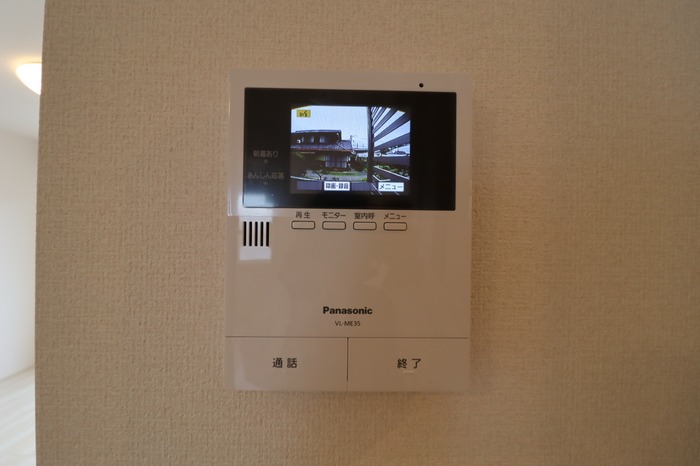 新着あり
あんしん応答
録画・録音 メニュー
再生 モニター 室内呼 メニュー
Panasonic
VL-ME35
通話 終了